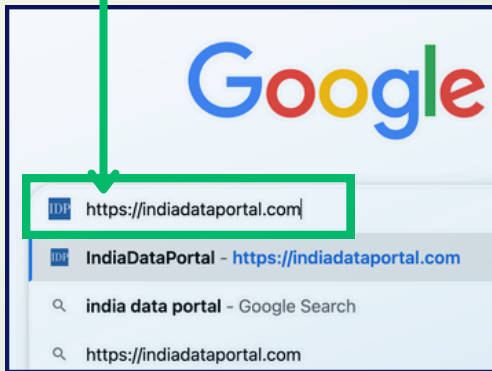 Google
IDP https://indiadataportal.com
IDP IndiaDataPortal - https://indiadataportal.com
india data portal - Google Search
https://indiadataportal.com